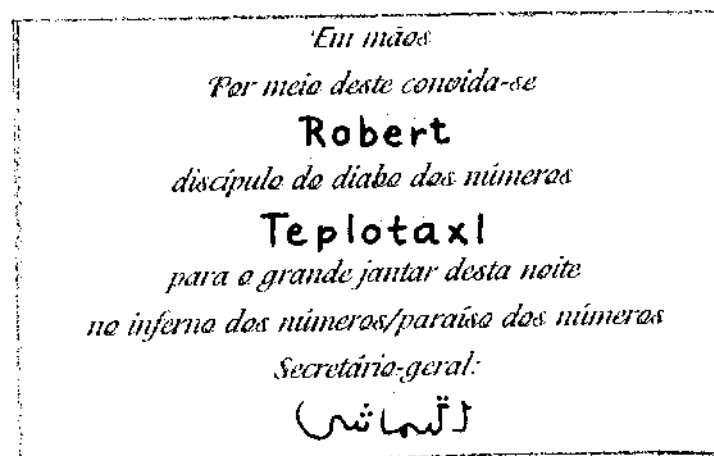 Em mãos
Por meio deste convida-se
Robert
discípulo do diabo dos números
Teplotaxl
para o grande jantar desta noite
no inferno dos números/paraíso dos números
Secretário-geral: